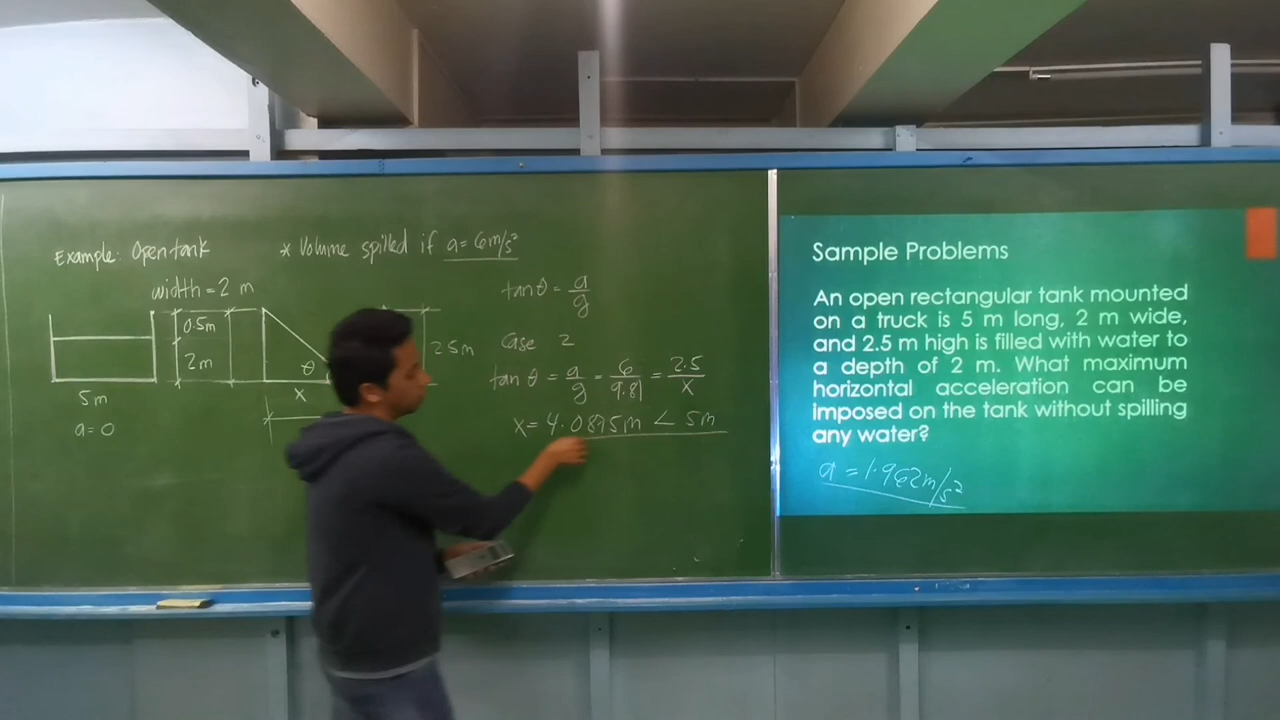 Example: Open tank
* Volume spilled if a = 6 m/s²
width = 2 m
0.5m
2m
5m
a = 0
θ
x
2.5m
tan θ = a/g
Case 2
tan θ = a/g = 6/9.81 = 2.5/x
x = 4.0875m < 5m
Sample Problems
An open rectangular tank mounted
on a truck is 5 m long, 2 m wide,
and 2.5 m high is filled with water to
a depth of 2 m. What maximum
horizontal acceleration can be
imposed on the tank without spilling
any water?
a = 1.962 m/s²